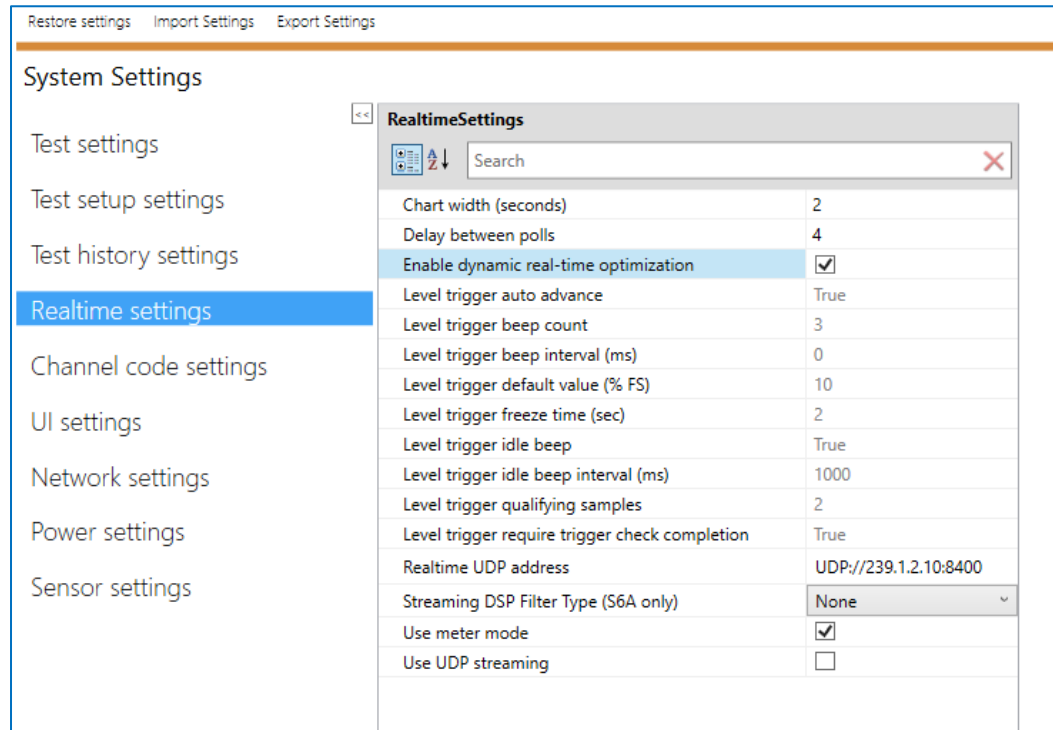 Restore settings Import Settings Export Settings
System Settings
<<
Test settings
Test setup settings
Test history settings
Realtime settings
Channel code settings
UI settings
Network settings
Power settings
Sensor settings
RealtimeSettings
A Z Search
Chart width (seconds) 2
Delay between polls 4
Enable dynamic real-time optimization
Level trigger auto advance True
Level trigger beep count 3
Level trigger beep interval (ms) 0
Level trigger default value (% FS) 10
Level trigger freeze time (sec) 2
Level trigger idle beep True
Level trigger idle beep interval (ms) 1000
Level trigger qualifying samples 2
Level trigger require trigger check completion True
Realtime UDP address UDP://239.1.2.10:8400
Streaming DSP Filter Type (S6A only) None
Use meter mode
Use UDP streaming